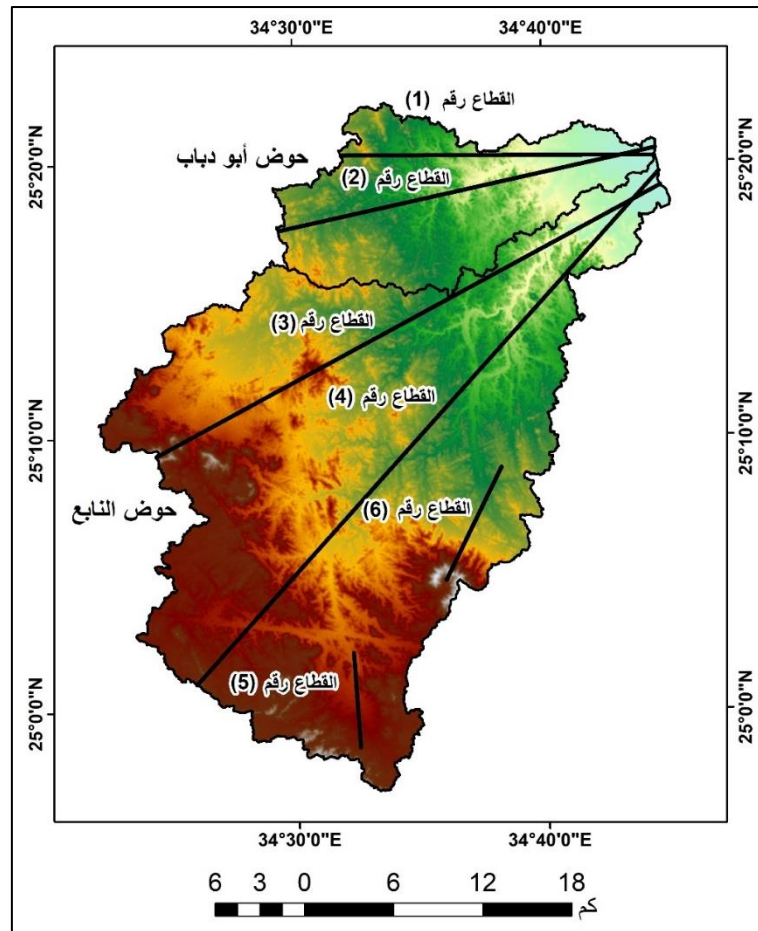 34°30'0"E 34°40'0"E
القطاع رقم (1)
25°20'0"N 25°20'0"N
حوض أبو دباب
القطاع رقم (2)
القطاع رقم (3)
القطاع رقم (4)
25°10'0"N 25°10'0"N
حوض النابع
القطاع رقم (6)
القطاع رقم (5)
25°0'0"N 25°0'0"N
34°30'0"E 34°40'0"E
6 3 0 6 12 18
كم